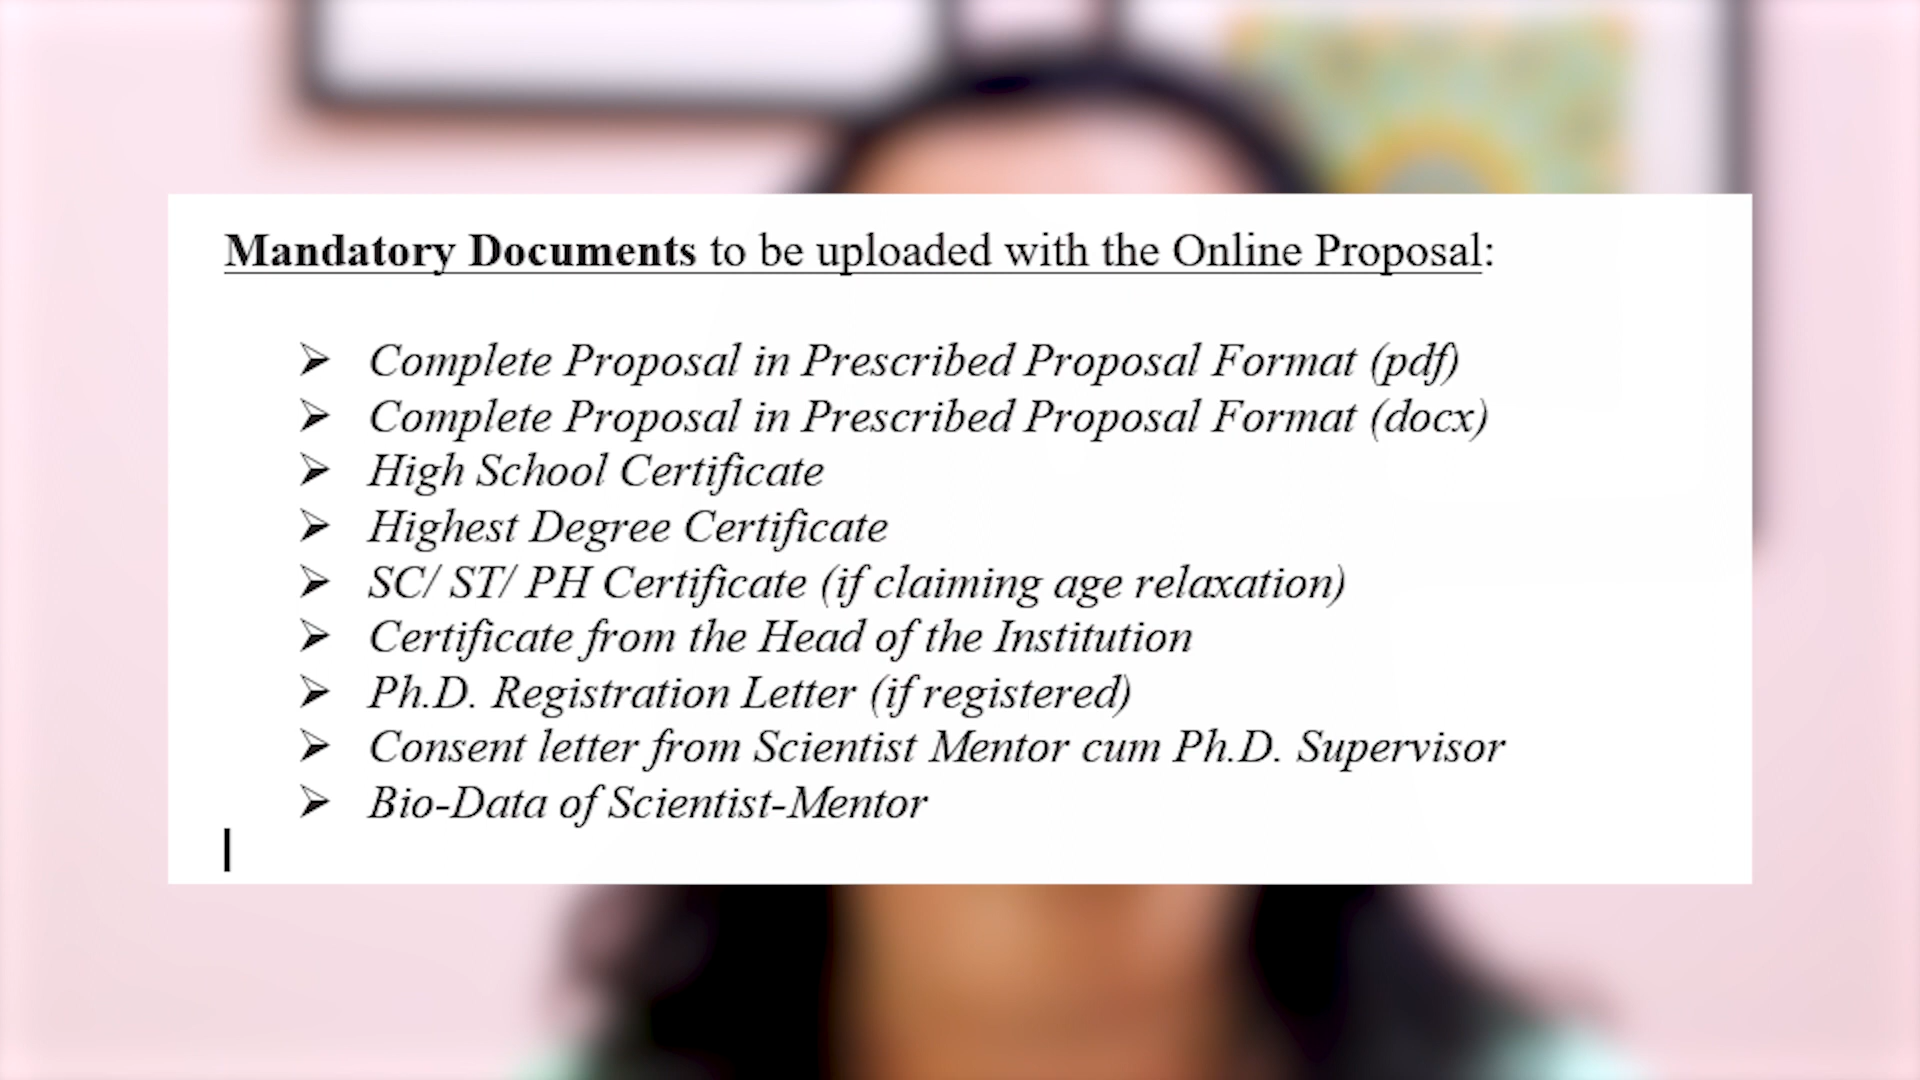 Mandatory Documents to be uploaded with the Online Proposal:
➢ Complete Proposal in Prescribed Proposal Format (pdf)
➢ Complete Proposal in Prescribed Proposal Format (docx)
➢ High School Certificate
➢ Highest Degree Certificate
➢ SC/ ST/ PH Certificate (if claiming age relaxation)
➢ Certificate from the Head of the Institution
➢ Ph.D. Registration Letter (if registered)
➢ Consent letter from Scientist Mentor cum Ph.D. Supervisor
➢ Bio-Data of Scientist-Mentor